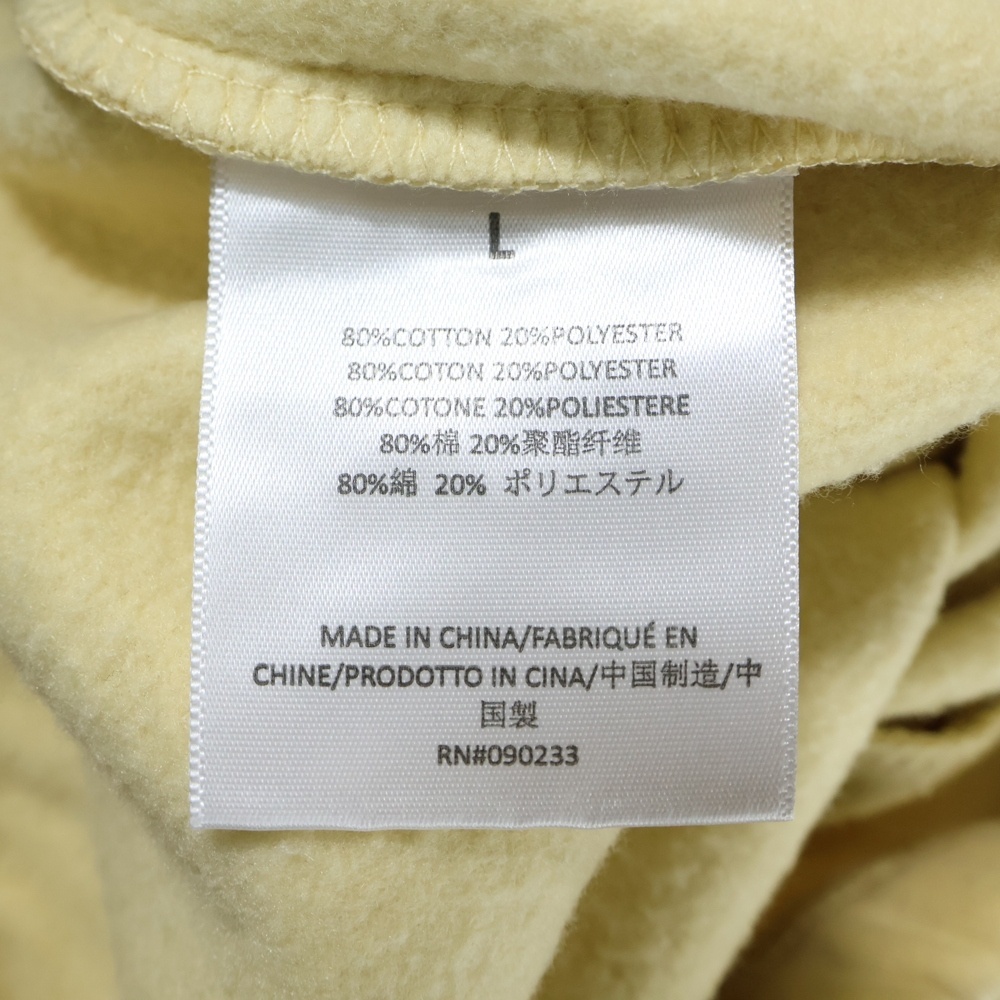 L
80%COTTON 20%POLYESTER
80%COTON 20%POLYESTER
80%COTONE 20%POLIESTERE
80%棉 20%聚酯纤维
80%綿 20% ポリエステル
MADE IN CHINA/FABRIQUÉ EN
CHINE/PRODOTTO IN CINA/中国制造/中
国製
RN#090233